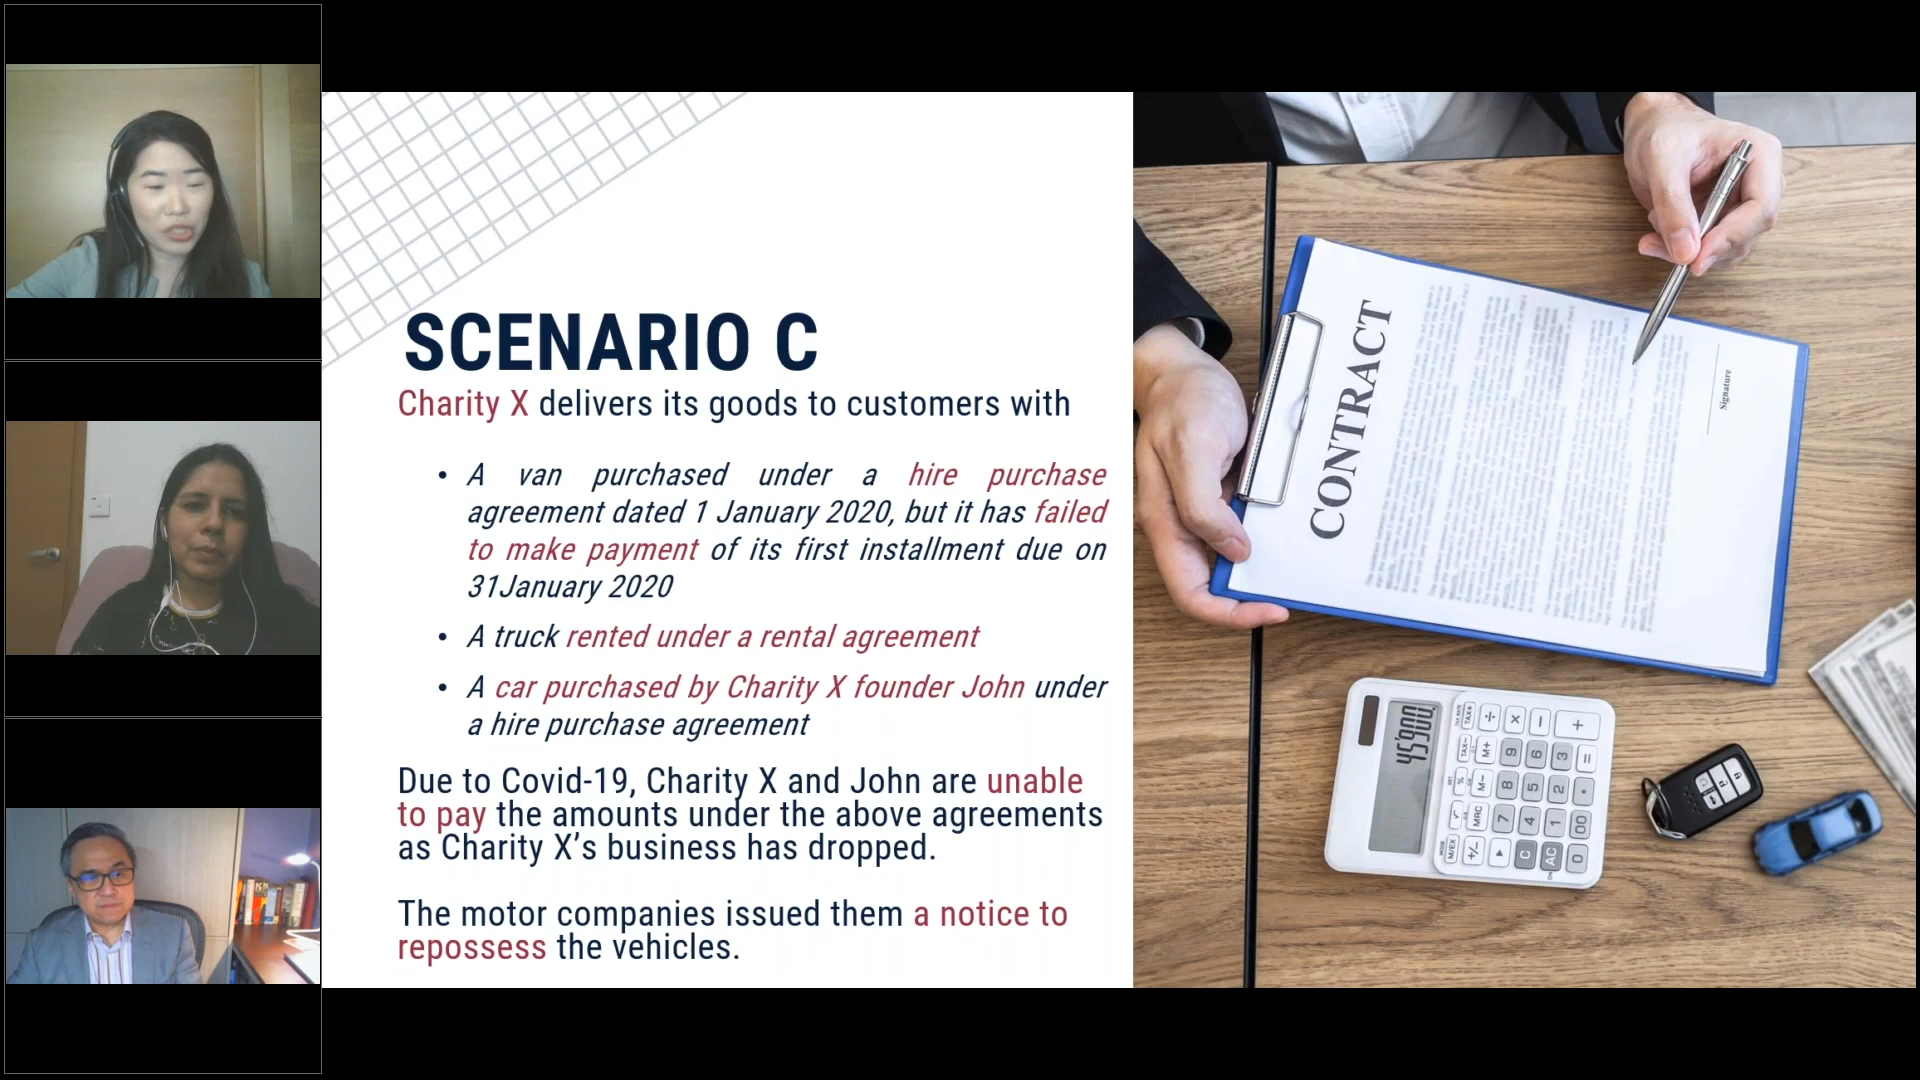 SCENARIO C
Charity X delivers its goods to customers with
• A van purchased under a hire purchase
agreement dated 1 January 2020, but it has failed
to make payment of its first installment due on
31January 2020
• A truck rented under a rental agreement
• A car purchased by Charity X founder John under
a hire purchase agreement
Due to Covid-19, Charity X and John are unable
to pay the amounts under the above agreements
as Charity X's business has dropped.
The motor companies issued them a notice to
repossess the vehicles.
CONTRACT
Signature
45,900.